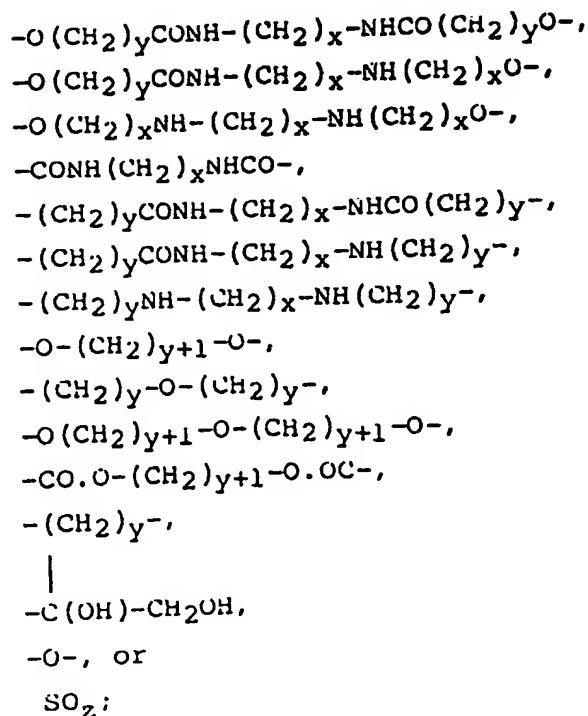 -O(CH2)yCONH-(CH2)x-NHCO(CH2)yO-,
-O(CH2)yCONH-(CH2)x-NH(CH2)xO-,
-O(CH2)xNH-(CH2)x-NH(CH2)xO-,
-CONH(CH2)xNHCO-,
-(CH2)yCONH-(CH2)x-NHCO(CH2)y-,
-(CH2)yCONH-(CH2)x-NH(CH2)y-,
-(CH2)yNH-(CH2)x-NH(CH2)y-,
-O-(CH2)y+1-O-,
-(CH2)y-O-(CH2)y-,
-O(CH2)y+1-O-(CH2)y+1-O-,
-CO.O-(CH2)y+1-O.OC-,
-(CH2)y-,
|
-C(OH)-CH2OH,
-O-, or
SOz;